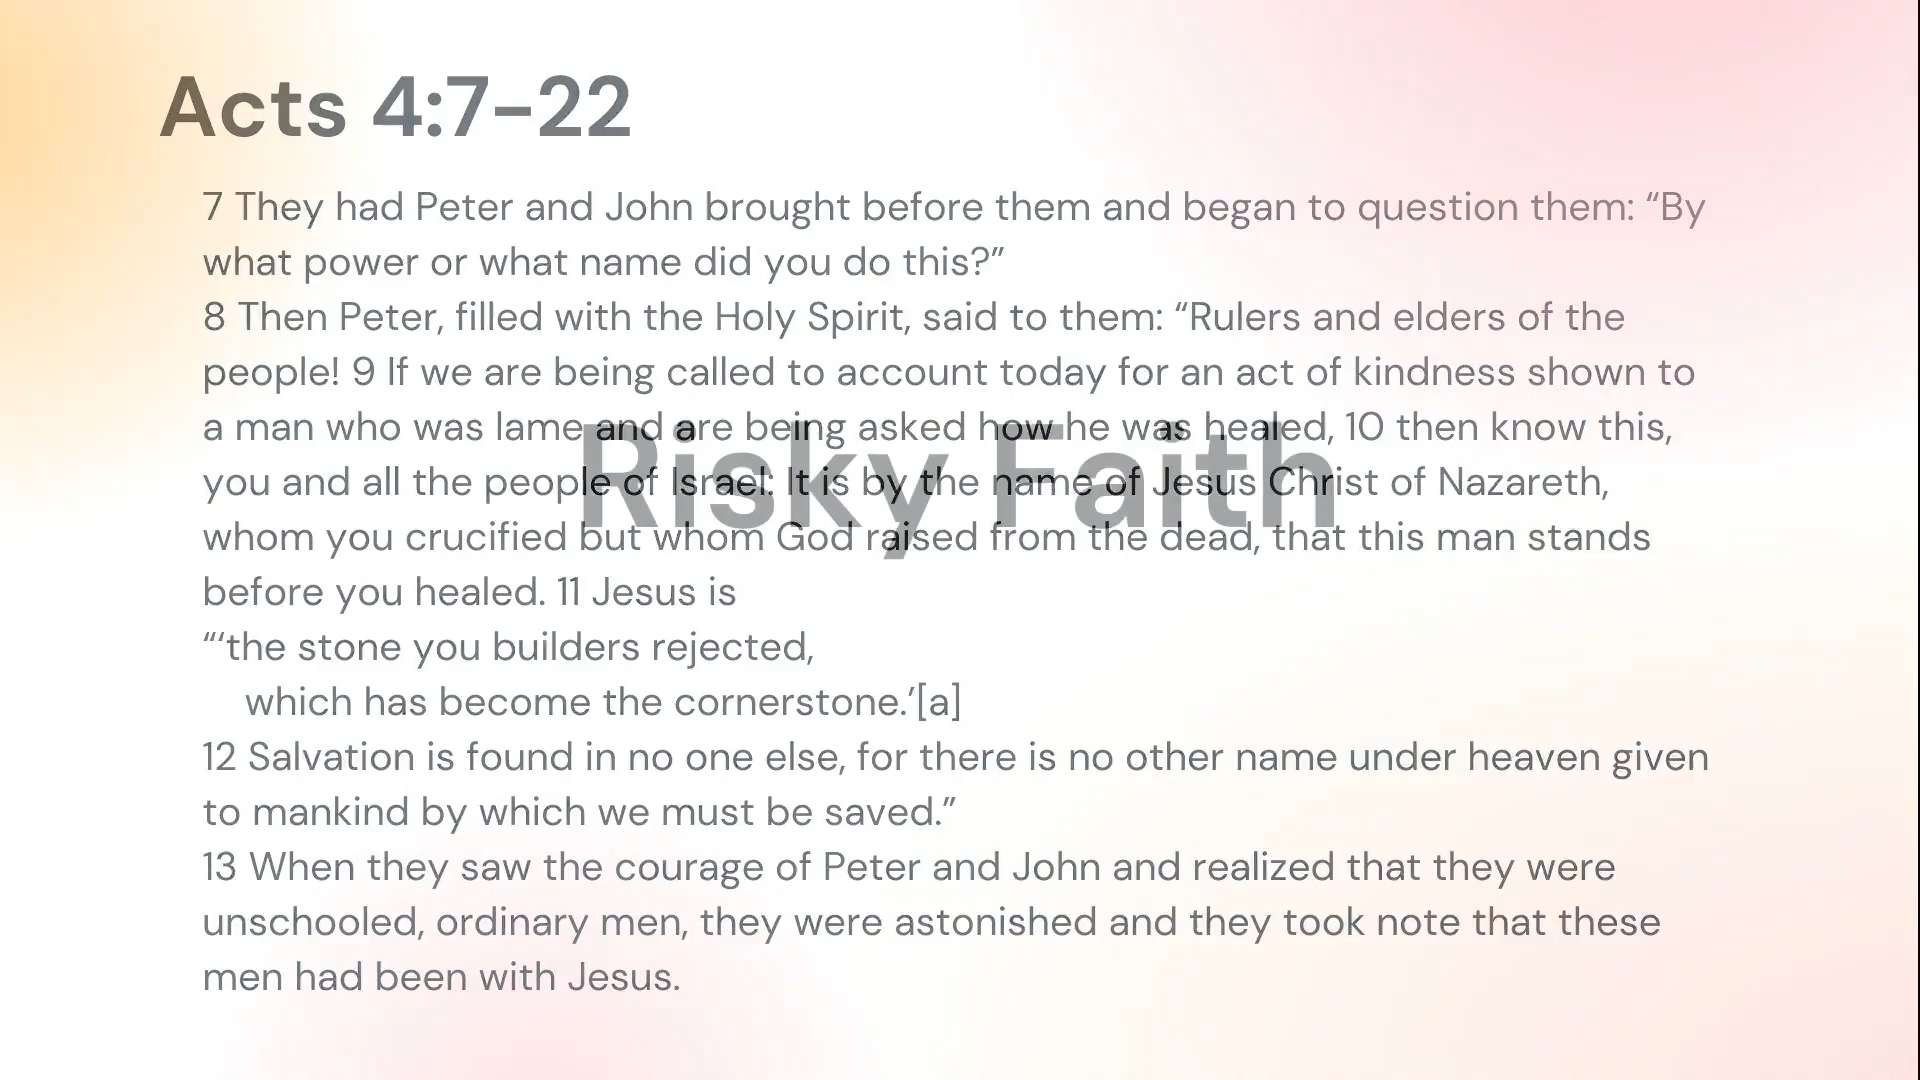 Acts 4:7–22
7 They had Peter and John brought before them and began to question them: “By
what power or what name did you do this?”
8 Then Peter, filled with the Holy Spirit, said to them: “Rulers and elders of the
people! 9 If we are being called to account today for an act of kindness shown to
a man who was lame and are being asked how he was healed, 10 then know this,
you and all the people of Israel: It is by the name of Jesus Christ of Nazareth,
Risky Faith
whom you crucified but whom God raised from the dead, that this man stands
before you healed. 11 Jesus is
“‘the stone you builders rejected,
which has become the cornerstone.’[a]
12 Salvation is found in no one else, for there is no other name under heaven given
to mankind by which we must be saved.”
13 When they saw the courage of Peter and John and realized that they were
unschooled, ordinary men, they were astonished and they took note that these
men had been with Jesus.